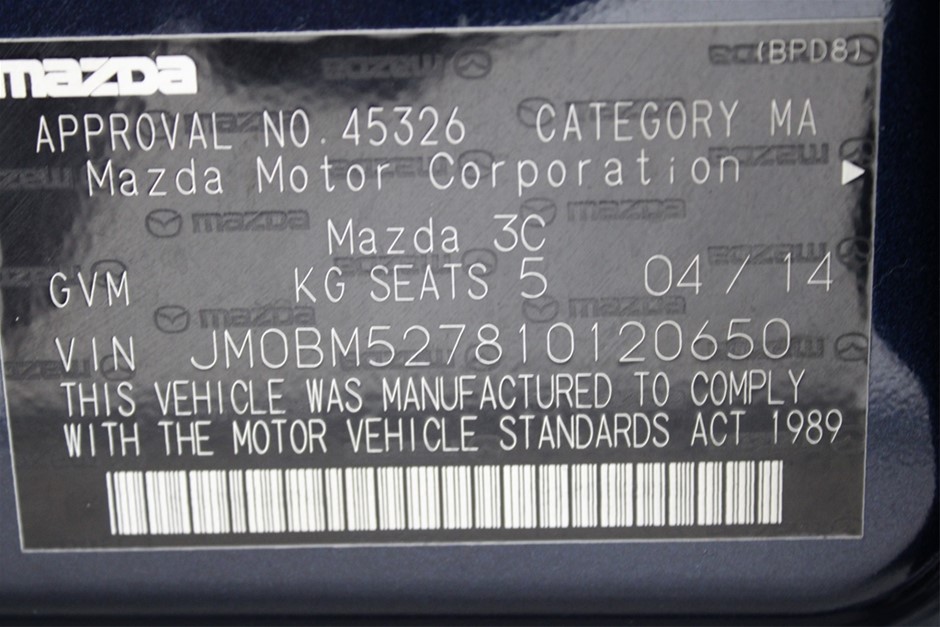 mazda
(BPD8)
APPROVAL NO. 45326 CATEGORY MA
Mazda Motor Corporation
Mazda 3C
GVM KG SEATS 5 04 / 14
VIN JM0BM527810120650
THIS VEHICLE WAS MANUFACTURED TO COMPLY
WITH THE MOTOR VEHICLE STANDARDS ACT 1989